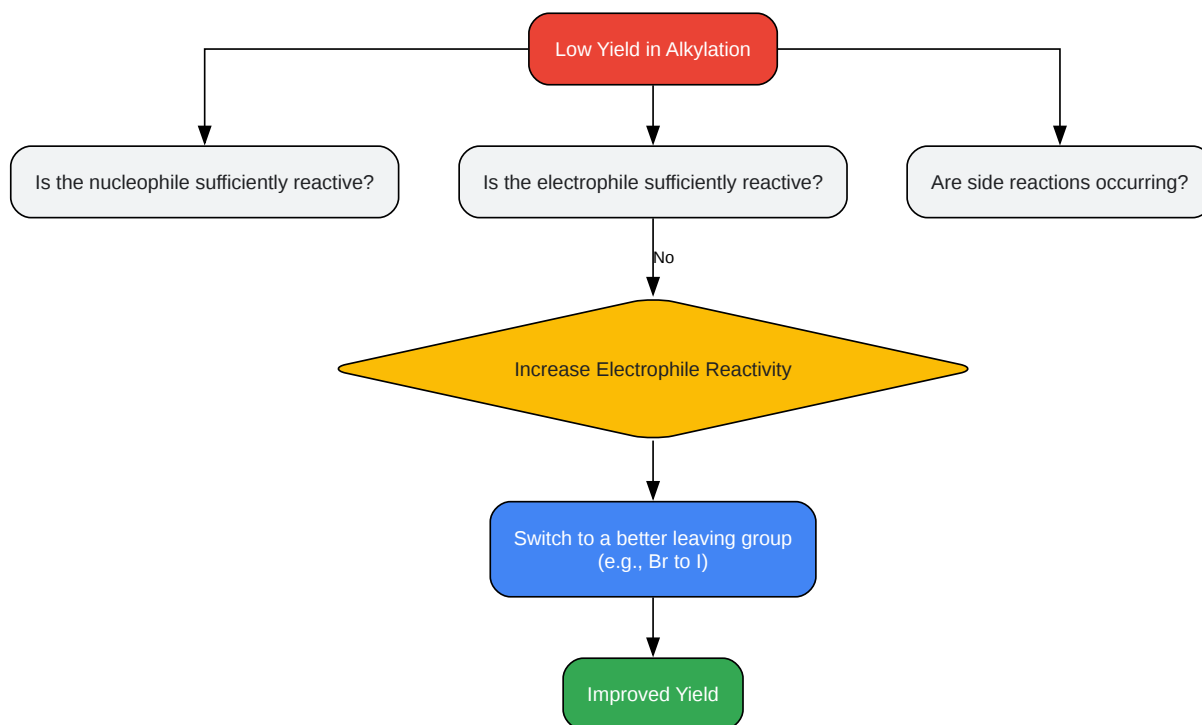 Low Yield in Alkylation
Is the nucleophile sufficiently reactive?
Is the electrophile sufficiently reactive?
Are side reactions occurring?
No
Increase Electrophile Reactivity
Switch to a better leaving group
(e.g., Br to I)
Improved Yield